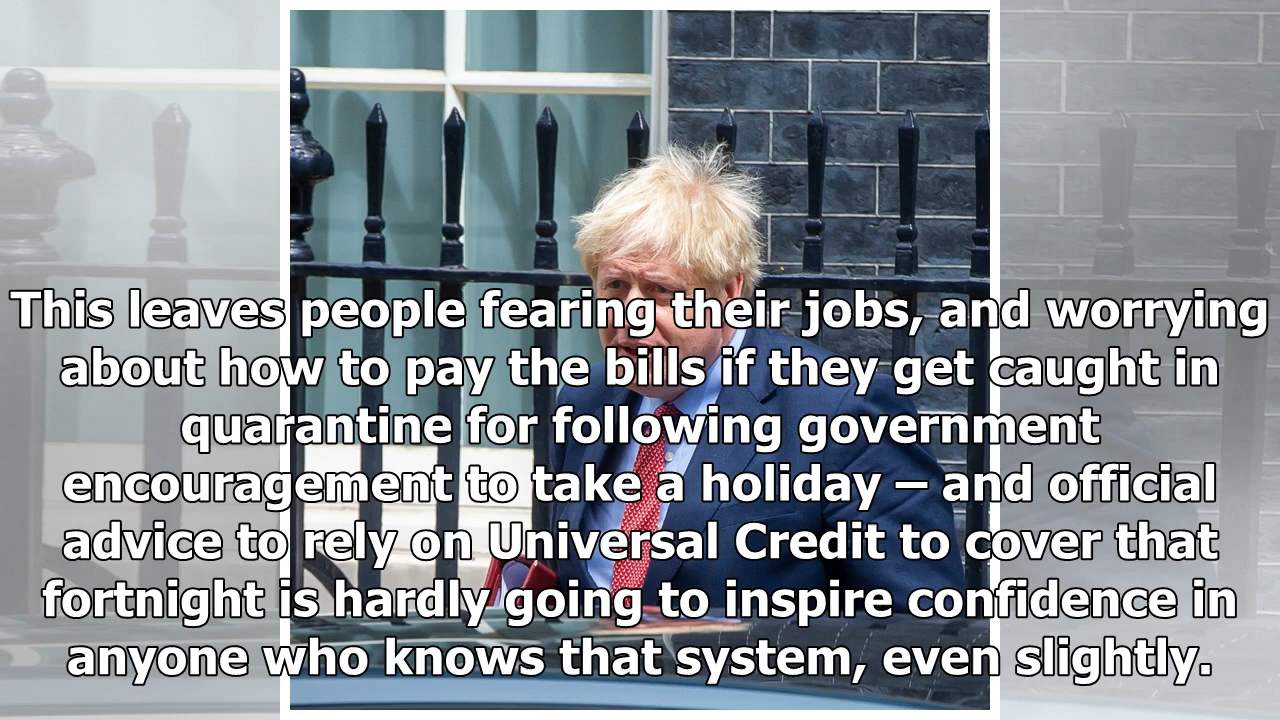 This leaves people fearing their jobs, and worrying
about how to pay the bills if they get caught in
quarantine for following government
encouragement to take a holiday – and official
advice to rely on Universal Credit to cover that
fortnight is hardly going to inspire confidence in
anyone who knows that system, even slightly.